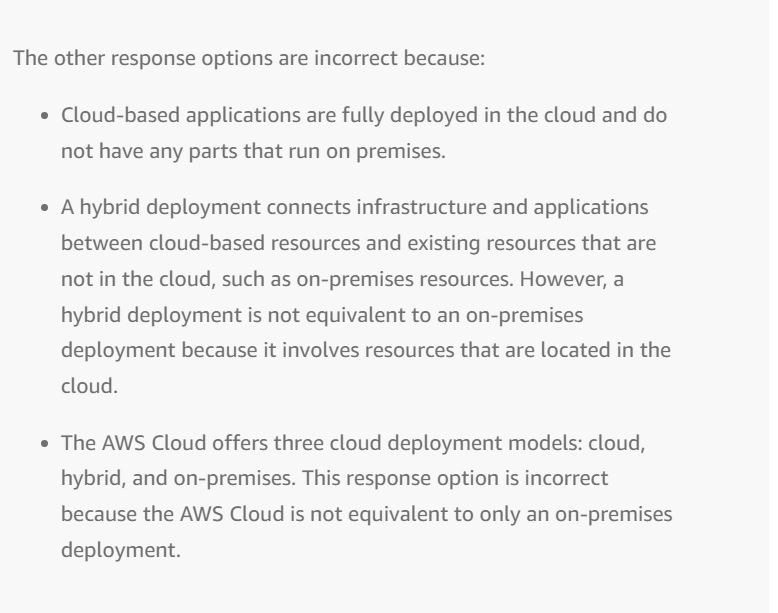 The other response options are incorrect because:
• Cloud-based applications are fully deployed in the cloud and do
not have any parts that run on premises.
• A hybrid deployment connects infrastructure and applications
between cloud-based resources and existing resources that are
not in the cloud, such as on-premises resources. However, a
hybrid deployment is not equivalent to an on-premises
deployment because it involves resources that are located in the
cloud.
• The AWS Cloud offers three cloud deployment models: cloud,
hybrid, and on-premises. This response option is incorrect
because the AWS Cloud is not equivalent to only an on-premises
deployment.